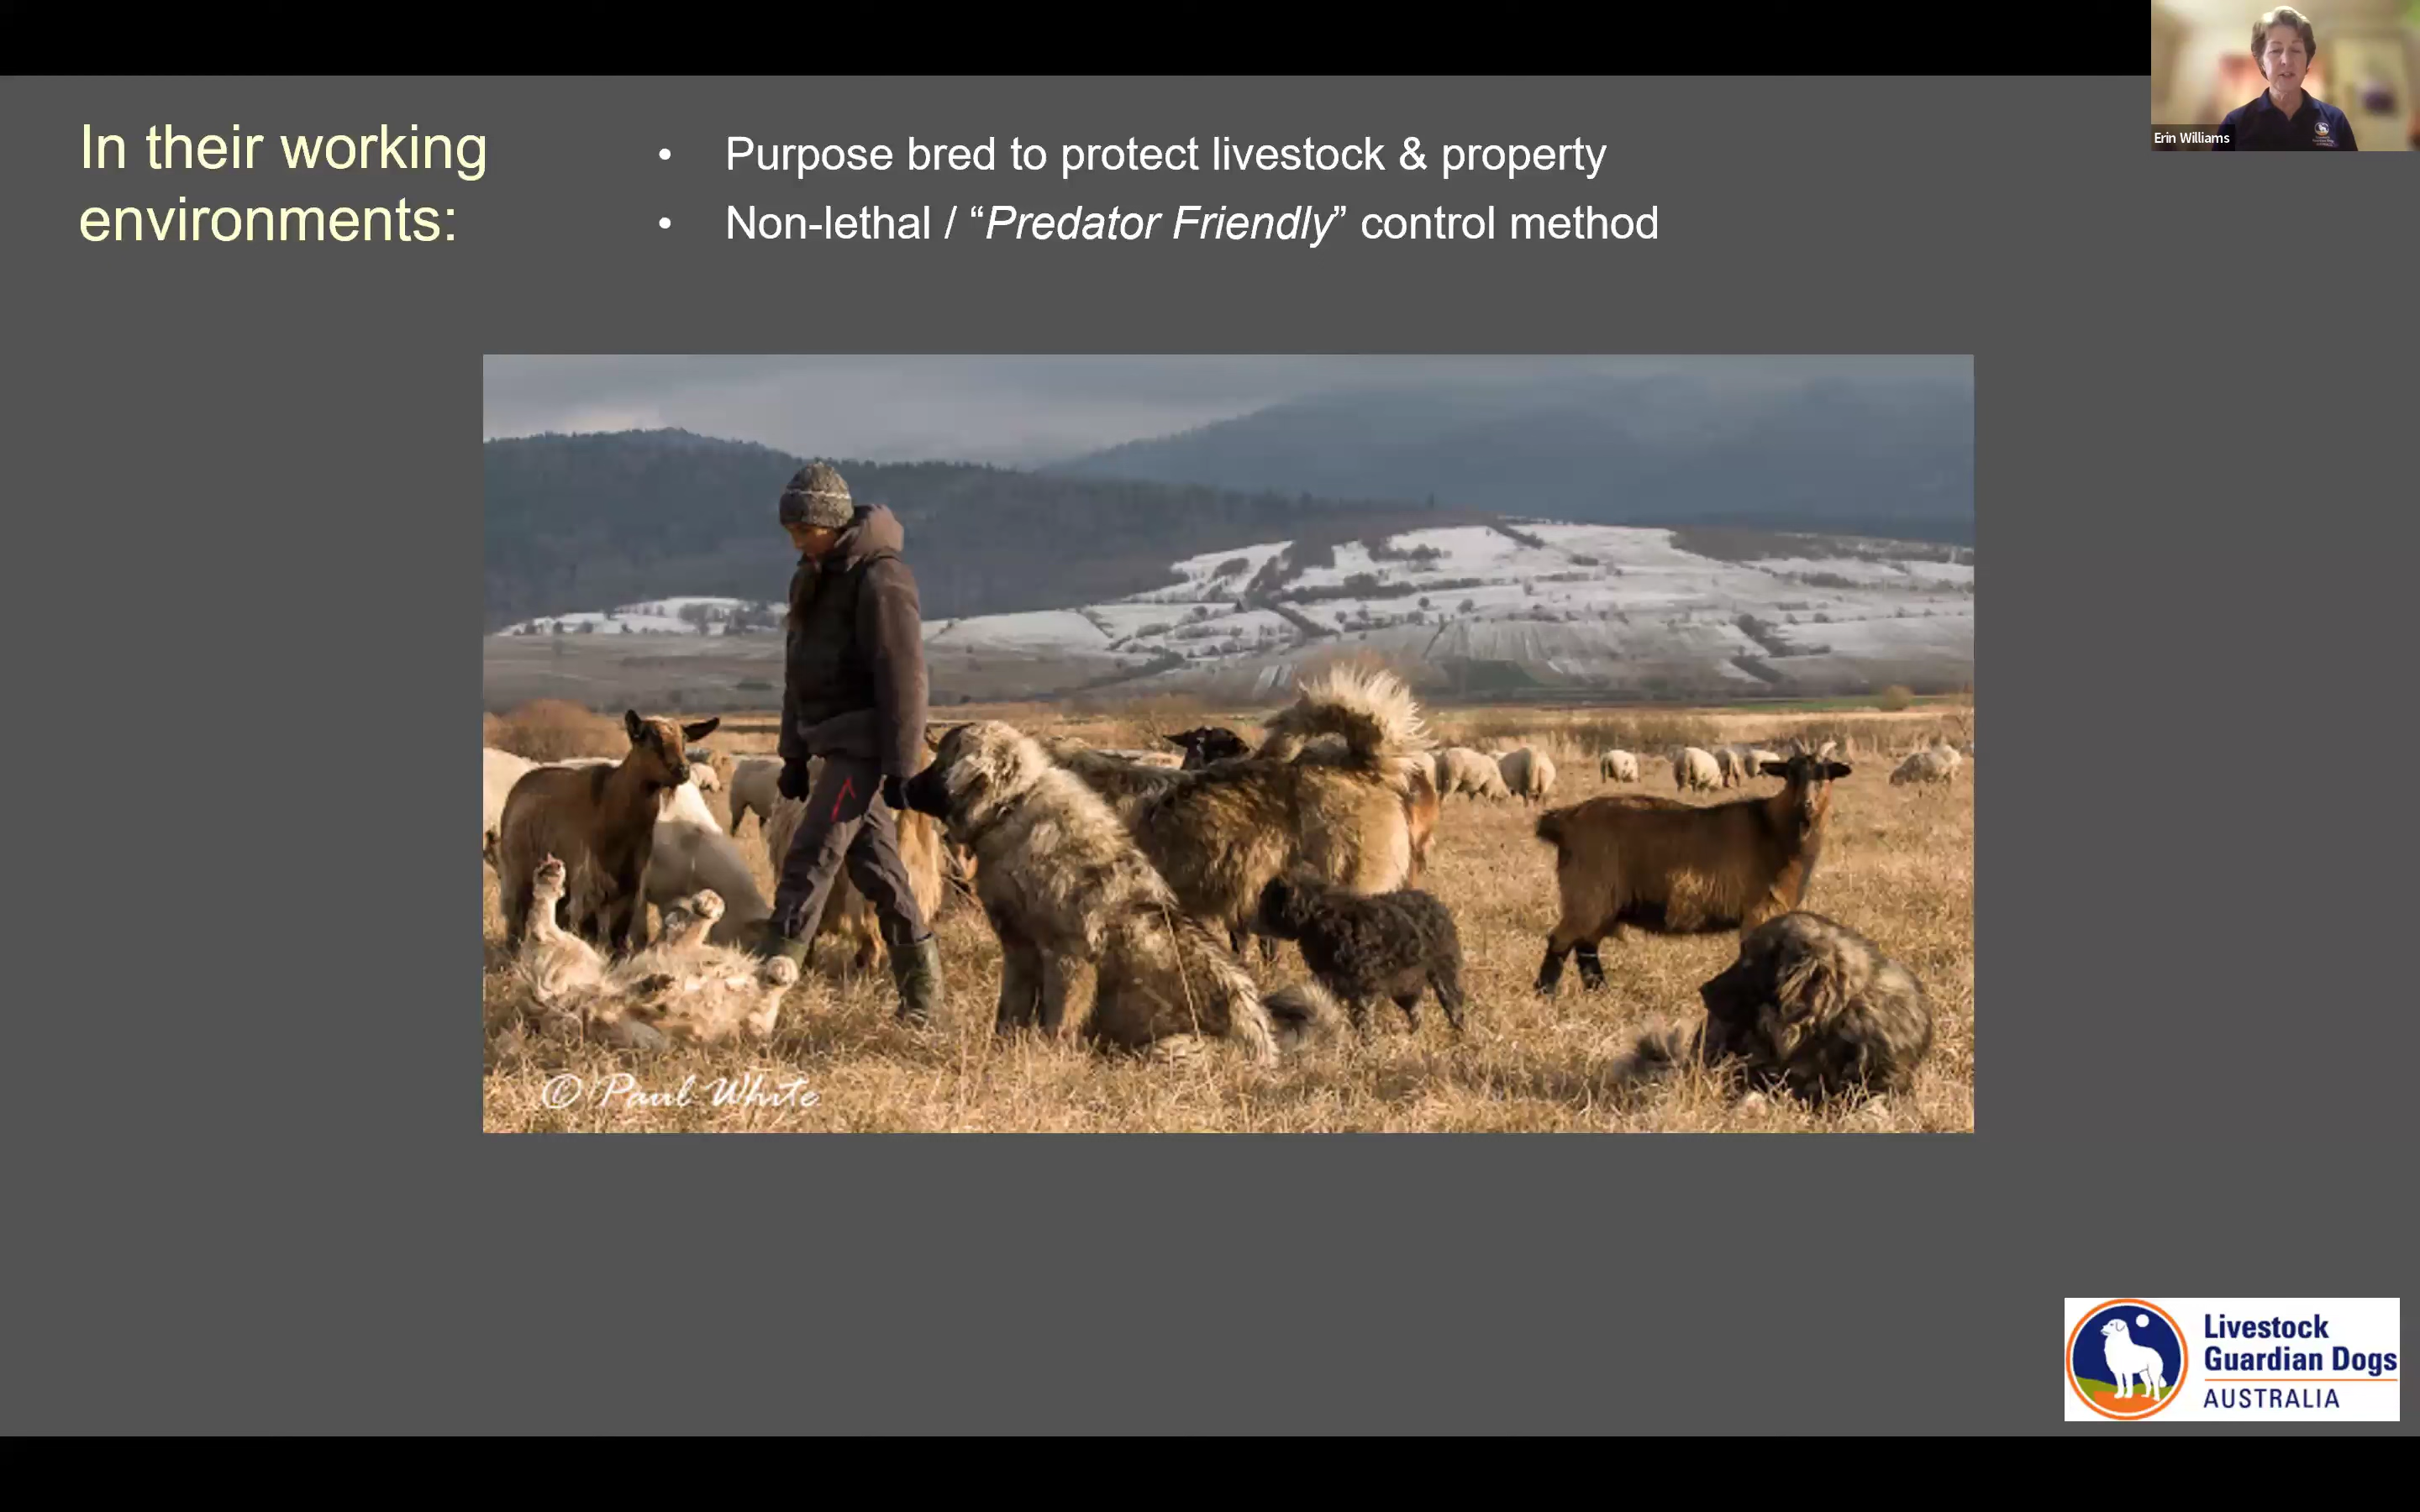 In their working
environments:
• Purpose bred to protect livestock & property
• Non-lethal / “Predator Friendly” control method
Erin Williams
© Paul White
Livestock
Guardian Dogs
AUSTRALIA